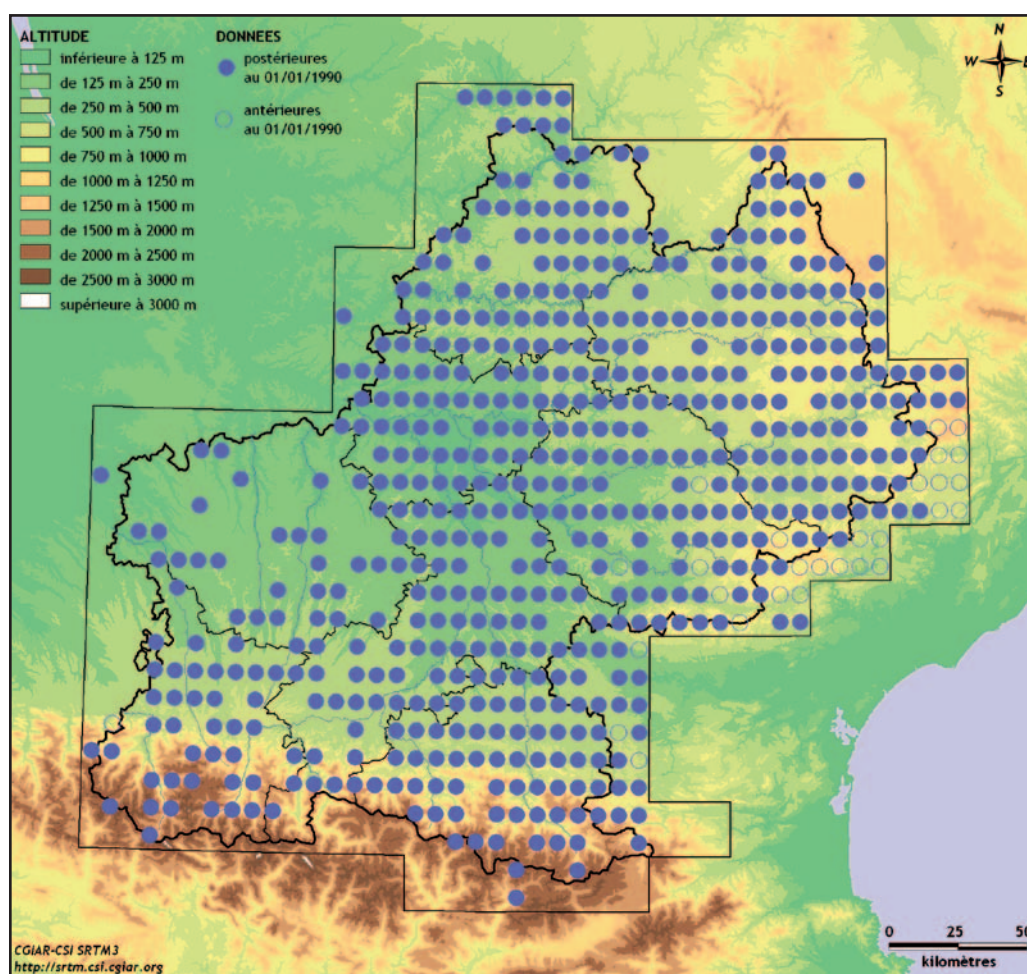 ALTITUDE
inférieure à 125 m
de 125 m à 250 m
de 250 m à 500 m
de 500 m à 750 m
de 750 m à 1000 m
de 1000 m à 1250 m
de 1250 m à 1500 m
de 1500 m à 2000 m
de 2000 m à 2500 m
de 2500 m à 3000 m
supérieure à 3000 m
DONNEES
postérieures
au 01/01/1990
antérieures
au 01/01/1990
N
W E
S
CGIAR-CSI SRTM3
http://srtm.csi.cgiar.org
0 25 50
kilomètres